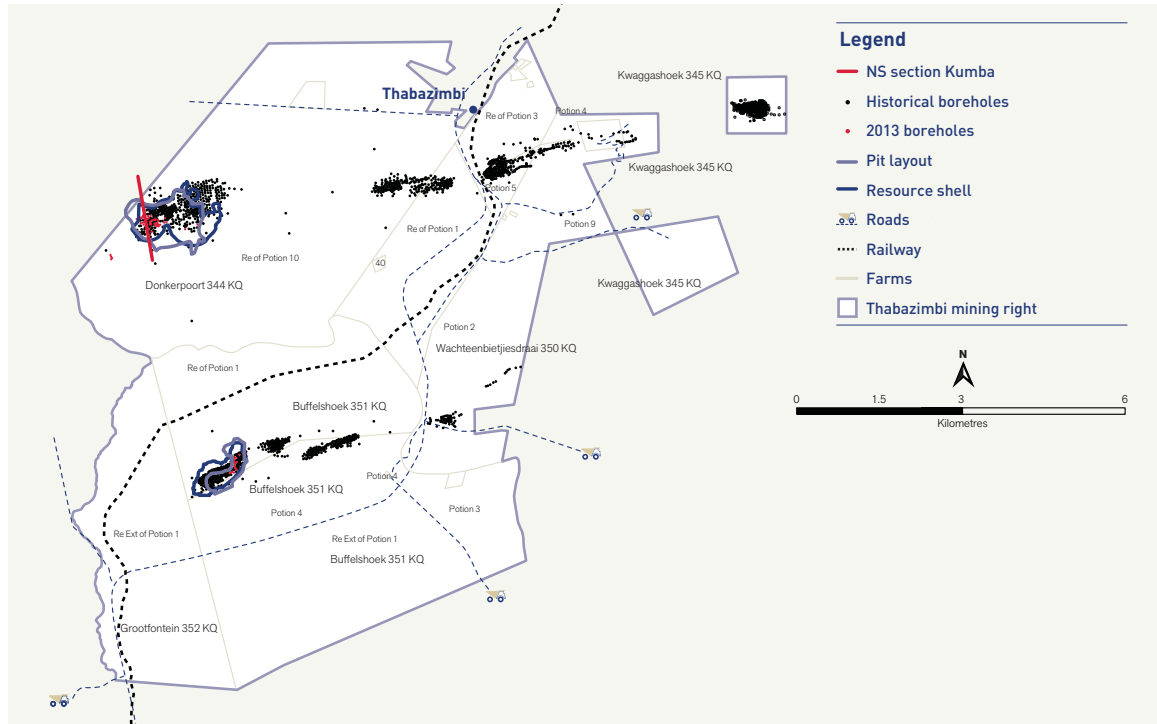 Legend
NS section Kumba
Historical boreholes
2013 boreholes
Pit layout
Resource shell
Roads
Railway
Farms
Thabazimbi mining right
N
0 1.5 3 6
Kilometres
Kwaggashoek 345 KQ
Thabazimbi
Re of Potion 3
Potion 4
Kwaggashoek 345 KQ
Potion 5
Potion 9
Re of Potion 1
Re of Potion 10
40
Donkerpoort 344 KQ
Kwaggashoek 345 KQ
Potion 2
Wachteenbietjiesdraai 350 KQ
Re of Potion 1
Buffelshoek 351 KQ
Potion 4
Buffelshoek 351 KQ
Potion 4
Potion 3
Re Ext of Potion 1
Re Ext of Potion 1
Buffelshoek 351 KQ
Grootfontein 352 KQ